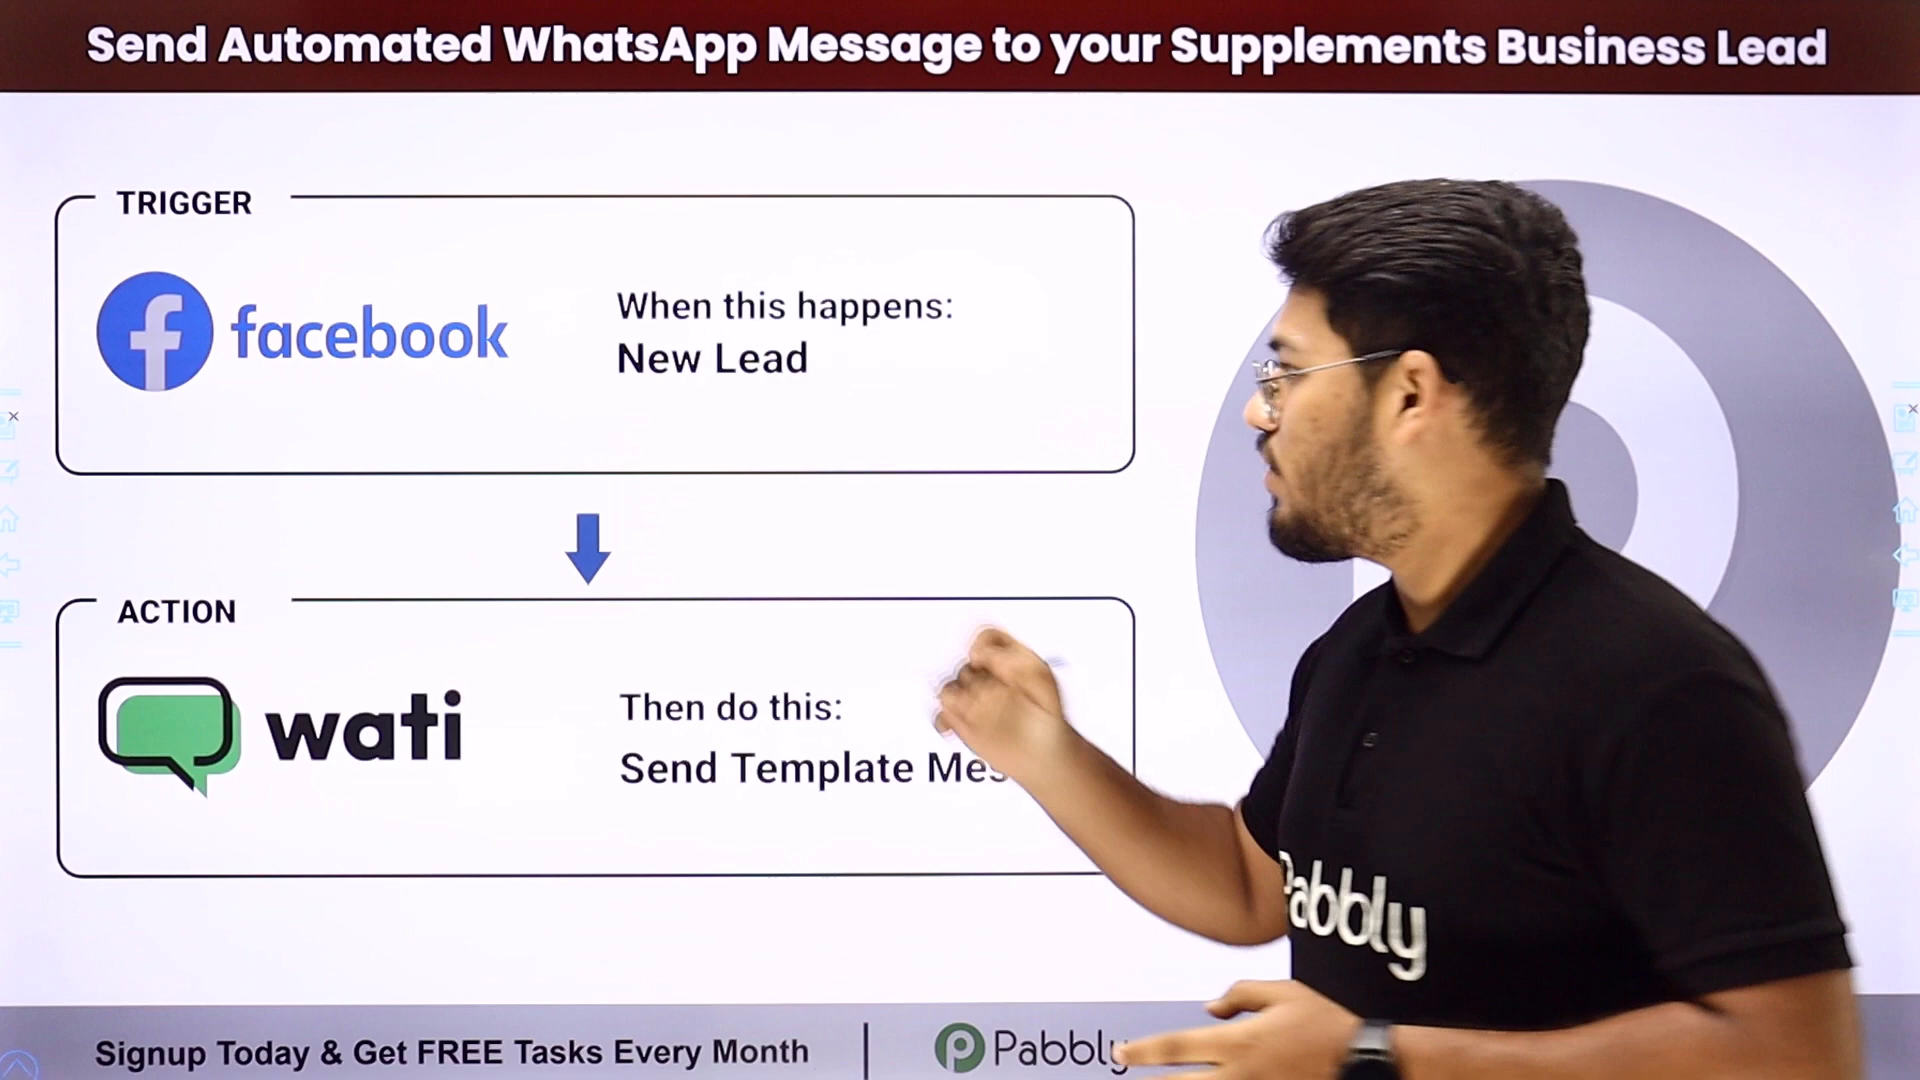 Send Automated WhatsApp Message to your Supplements Business Lead
TRIGGER
facebook
When this happens:
New Lead
ACTION
wati
Then do this:
Send Template
Pabbly
Signup Today & Get FREE Tasks Every Month
Pabbly